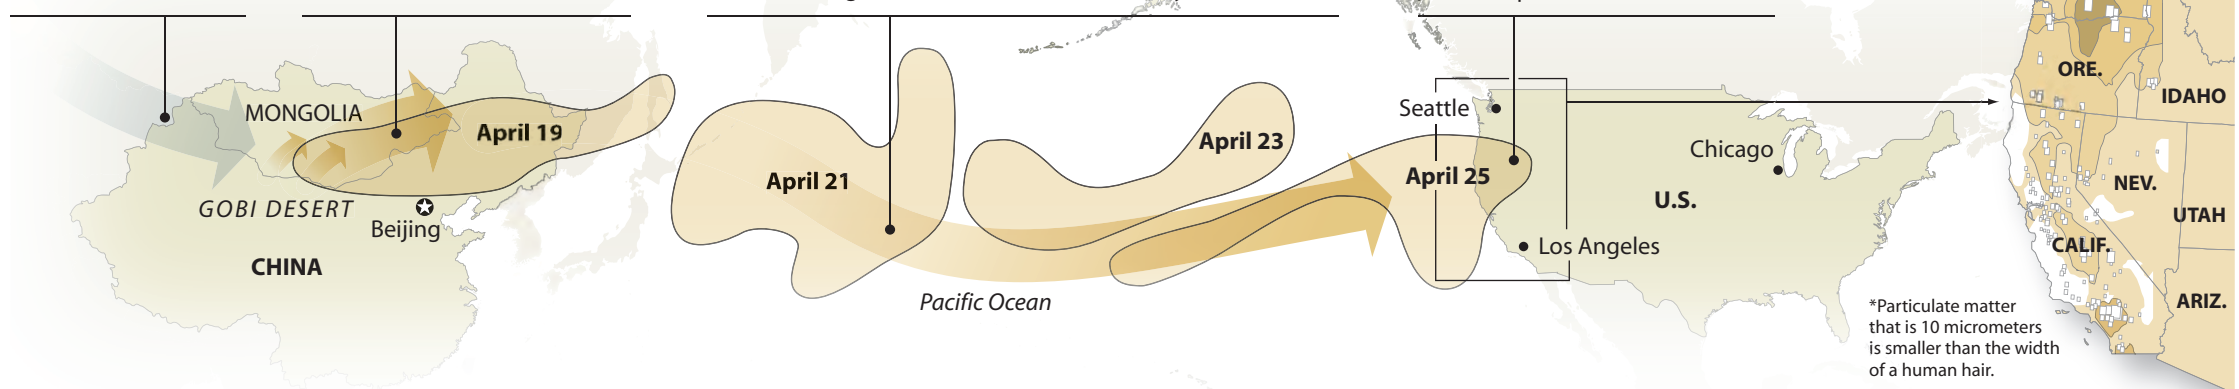 MONGOLIA
April 19
GOBI DESERT
Beijing
CHINA
April 21
April 23
April 25
Pacific Ocean
Seattle
Chicago
U.S.
Los Angeles
ORE.
IDAHO
NEV.
UTAH
CALIF.
ARIZ.
*Particulate matter
that is 10 micrometers
is smaller than the width
of a human hair.